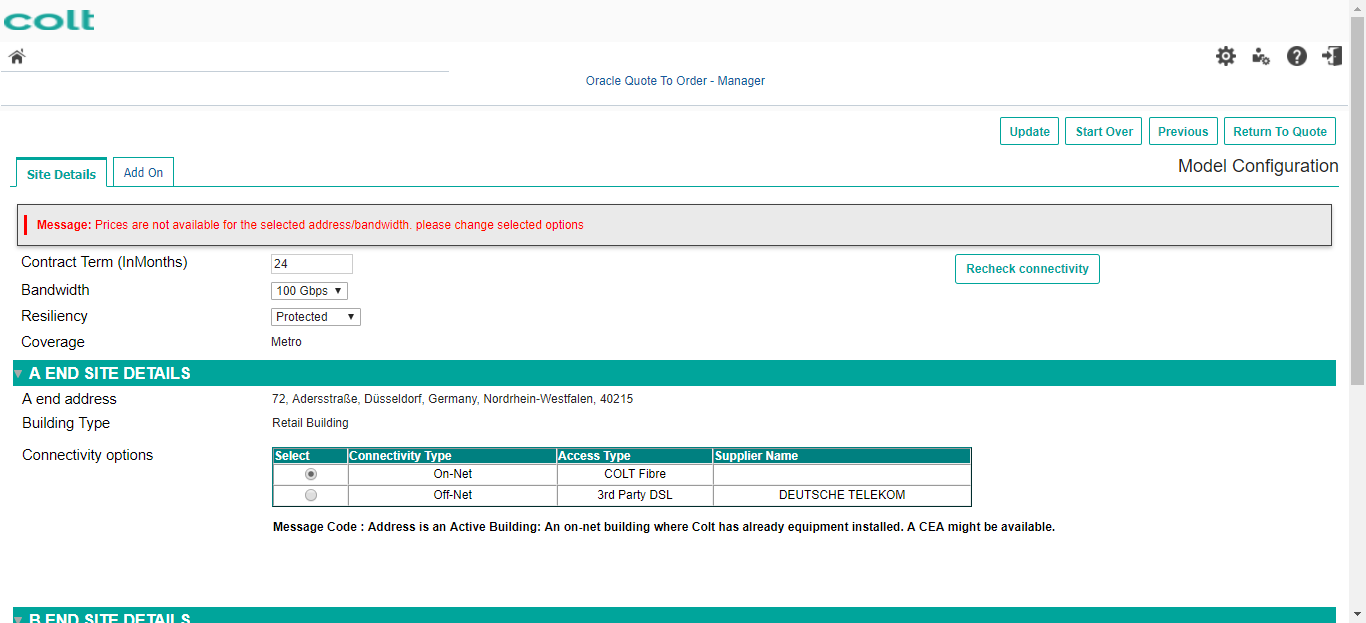 colt
Oracle Quote To Order - Manager
Update Start Over Previous Return To Quote
Site Details Add On Model Configuration
Message: Prices are not available for the selected address/bandwidth. please change selected options
Contract Term (InMonths) 24 Recheck connectivity
Bandwidth 100 Gbps
Resiliency Protected
Coverage Metro
A END SITE DETAILS
A end address 72, Adersstraße, Düsseldorf, Germany, Nordrhein-Westfalen, 40215
Building Type Retail Building
Connectivity options
Select Connectivity Type Access Type Supplier Name
On-Net COLT Fibre
Off-Net 3rd Party DSL DEUTSCHE TELEKOM
Message Code : Address is an Active Building: An on-net building where Colt has already equipment installed. A CEA might be available.
B END SITE DETAILS